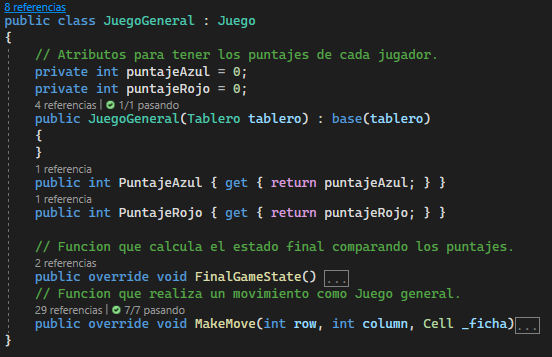 8 referencias
public class JuegoGeneral : Juego
{
// Atributos para tener los puntajes de cada jugador.
private int puntajeAzul = 0;
private int puntajeRojo = 0;
4 referencias | 1/1 pasando
public JuegoGeneral(Tablero tablero) : base(tablero)
{
}
1 referencia
public int PuntajeAzul { get { return puntajeAzul; } }
1 referencia
public int PuntajeRojo { get { return puntajeRojo; } }
// Funcion que calcula el estado final comparando los puntajes.
2 referencias
public override void FinalGameState() ...
// Funcion que realiza un movimiento como Juego general.
29 referencias | 7/7 pasando
public override void MakeMove(int row, int column, Cell _ficha)...
}